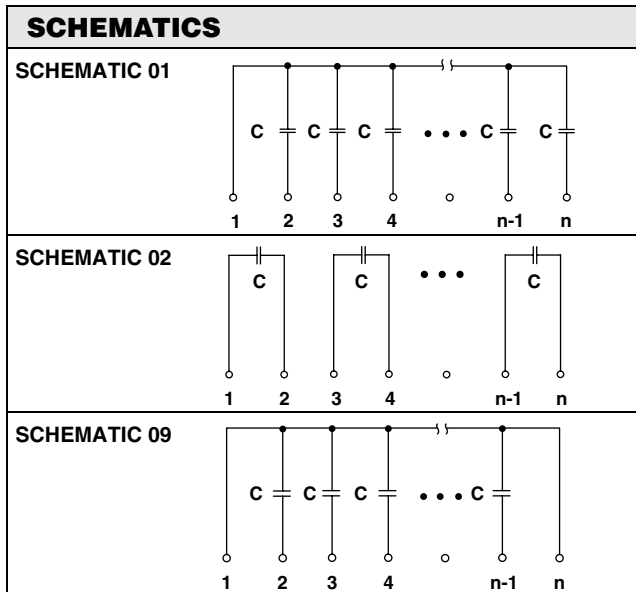 SCHEMATICS
SCHEMATIC 01
C C C C C
1 2 3 4 n-1 n
SCHEMATIC 02
C C C
1 2 3 4 n-1 n
SCHEMATIC 09
C C C C
1 2 3 4 n-1 n